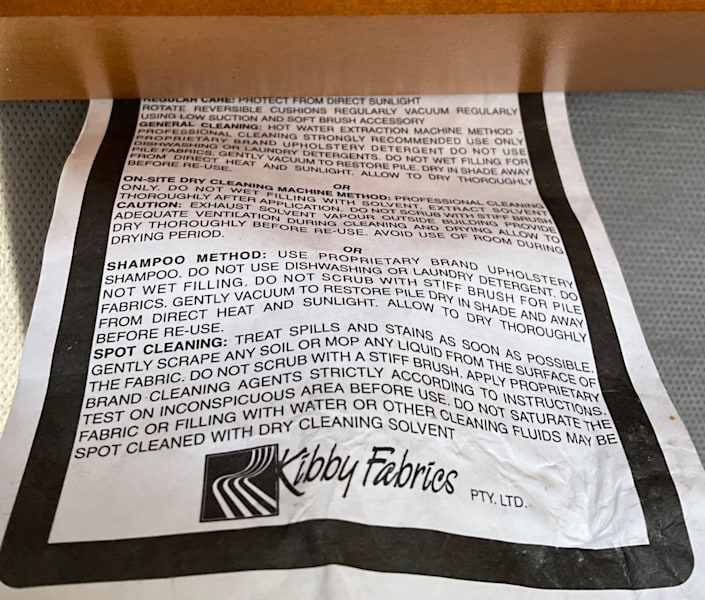 REGULAR CARE: PROTECT FROM DIRECT SUNLIGHT
ROTATE REVERSIBLE CUSHIONS REGULARLY VACUUM REGULARLY
USING LOW SUCTION AND SOFT BRUSH ACCESSORY
GENERAL CLEANING: HOT WATER EXTRACTION MACHINE METHOD -
PROFESSIONAL CLEANING STRONGLY RECOMMENDED USE ONLY
PROPRIETARY BRAND UPHOLSTERY DETERGENT DO NOT USE
DISHWASHING OR LAUNDRY DETERGENTS. DO NOT WET FILLING FOR
PILE FABRICS. GENTLY VACUUM TO RESTORE PILE. DRY IN SHADE AWAY
FROM DIRECT HEAT AND SUNLIGHT. ALLOW TO DRY THOROUGHLY
BEFORE RE-USE.
OR
ON-SITE DRY CLEANING MACHINE METHOD: PROFESSIONAL CLEANING
ONLY. DO NOT WET FILLING WITH SOLVENT. EXTRACT SOLVENT
THOROUGHLY AFTER APPLICATION. DO NOT SCRUB WITH STIFF BRUSH
CAUTION: EXHAUST SOLVENT VAPOUR OUTSIDE BUILDING PROVIDE
ADEQUATE VENTILATION DURING CLEANING AND DRYING ALLOW TO
DRY THOROUGHLY BEFORE RE-USE. AVOID USE OF ROOM DURING
DRYING PERIOD.
OR
SHAMPOO METHOD: USE PROPRIETARY BRAND UPHOLSTERY
SHAMPOO. DO NOT USE DISHWASHING OR LAUNDRY DETERGENT. DO
NOT WET FILLING. DO NOT SCRUB WITH STIFF BRUSH FOR PILE
FABRICS. GENTLY VACUUM TO RESTORE PILE DRY IN SHADE AND AWAY
FROM DIRECT HEAT AND SUNLIGHT. ALLOW TO DRY THOROUGHLY
BEFORE RE-USE.
SPOT CLEANING: TREAT SPILLS AND STAINS AS SOON AS POSSIBLE.
GENTLY SCRAPE ANY SOIL OR MOP ANY LIQUID FROM THE SURFACE OF
THE FABRIC. DO NOT SCRUB WITH A STIFF BRUSH. APPLY PROPRIETARY
BRAND CLEANING AGENTS STRICTLY ACCORDING TO INSTRUCTIONS.
TEST ON INCONSPICUOUS AREA BEFORE USE. DO NOT SATURATE THE
FABRIC OR FILLING WITH WATER OR OTHER CLEANING FLUIDS MAY BE
SPOT CLEANED WITH DRY CLEANING SOLVENT
Kibby Fabrics PTY. LTD.